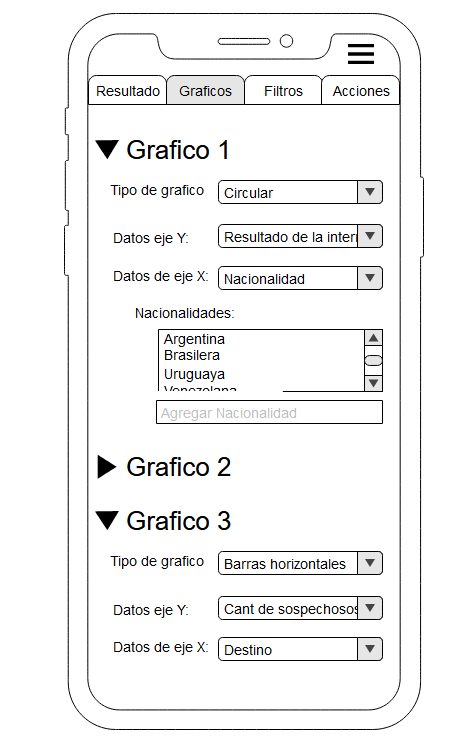 Resultado Graficos Filtros Acciones
Grafico 1
Tipo de grafico Circular
Datos eje Y: Resultado de la inter
Datos de eje X: Nacionalidad
Nacionalidades:
Argentina
Brasilera
Uruguaya
Venezolana
Agregar Nacionalidad
Grafico 2
Grafico 3
Tipo de grafico Barras horizontales
Datos eje Y: Cant de sospechosos
Datos de eje X: Destino